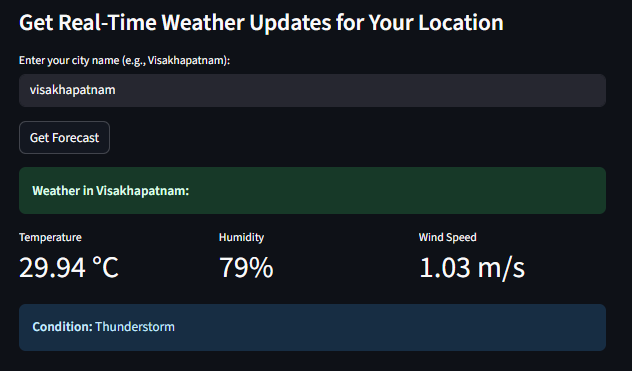 Get Real-Time Weather Updates for Your Location
Enter your city name (e.g., Visakhapatnam):
visakhapatnam
Get Forecast
Weather in Visakhapatnam:
Temperature Humidity Wind Speed
29.94 °C 79% 1.03 m/s
Condition: Thunderstorm